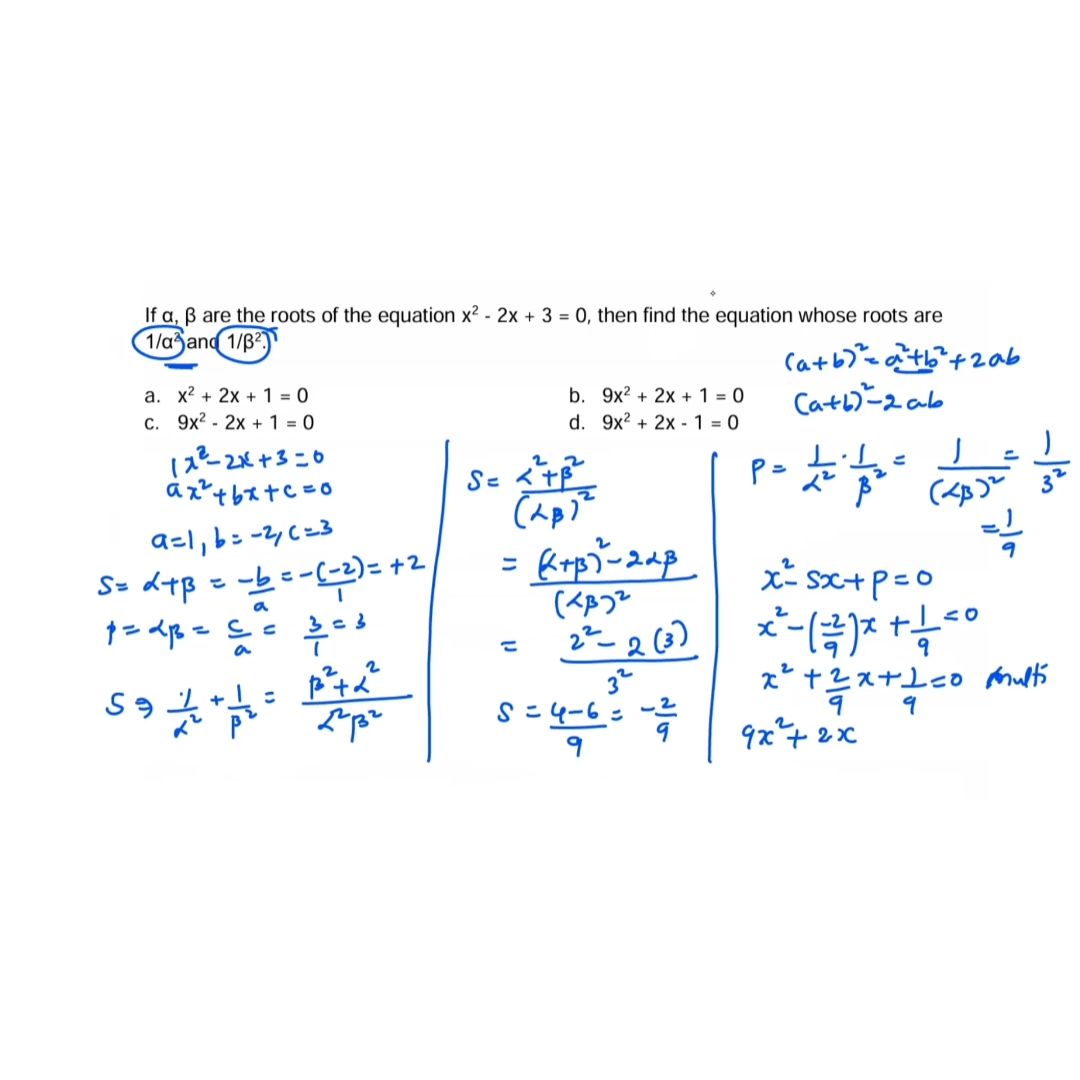 If α, β are the roots of the equation x² - 2x + 3 = 0, then find the equation whose roots are
1/α² and 1/β².
a. x² + 2x + 1 = 0
b. 9x² + 2x + 1 = 0
c. 9x² - 2x + 1 = 0
d. 9x² + 2x - 1 = 0
(a+b)² = a²+b²+2ab
(a+b)²-2ab
1x²-2x+3=0
ax²+bx+c=0
a=1, b=-2, c=3
S= α+β = -b/a = -(-2)/1 = +2
p= αβ = c/a = 3/1 = 3
S ⇒ 1/α² + 1/β² = (β²+α²)/(α²β²)
S= (α²+β²)/(αβ)²
= ((α+β)²-2αβ)/(αβ)²
= (2²-2(3))/3²
S = (4-6)/9 = -2/9
P= 1/α² · 1/β² = 1/(αβ)² = 1/3²
= 1/9
x²-Sx+P=0
x²-(-2/9)x + 1/9 =0
x² + 2/9 x + 1/9 =0 multi
9x²+ 2x